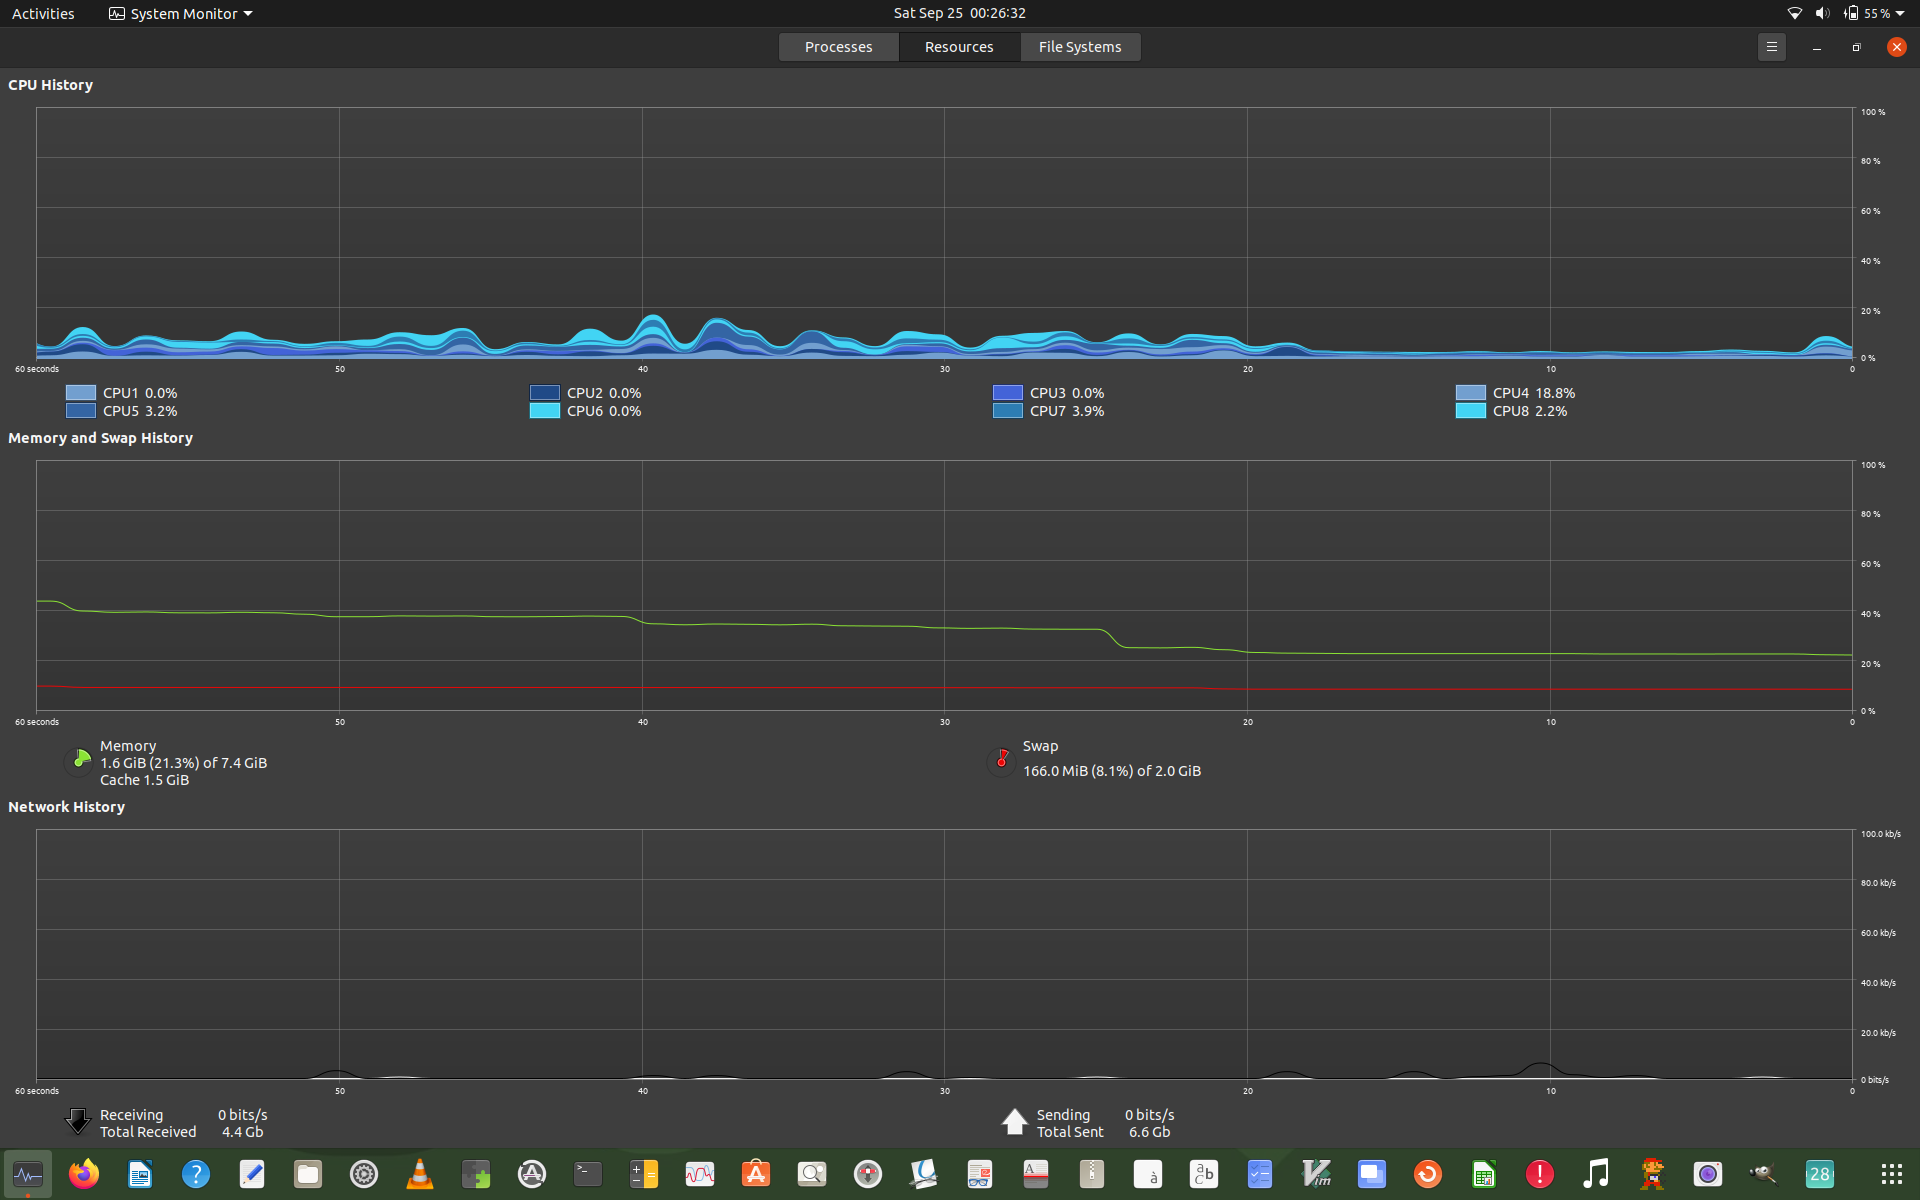 Activities System Monitor Sat Sep 25 00:26:32 55 %
Processes Resources File Systems
CPU History
100 %
80 %
60 %
40 %
20 %
0 %
60 seconds 50 40 30 20 10 0
CPU1 0.0% CPU2 0.0% CPU3 0.0% CPU4 18.8%
CPU5 3.2% CPU6 0.0% CPU7 3.9% CPU8 2.2%
Memory and Swap History
100 %
80 %
60 %
40 %
20 %
0 %
60 seconds 50 40 30 20 10 0
Memory
1.6 GiB (21.3%) of 7.4 GiB
Cache 1.5 GiB
Swap
166.0 MiB (8.1%) of 2.0 GiB
Network History
100.0 kb/s
80.0 kb/s
60.0 kb/s
40.0 kb/s
20.0 kb/s
0 bits/s
60 seconds 50 40 30 20 10 0
Receiving 0 bits/s
Total Received 4.4 Gb
Sending 0 bits/s
Total Sent 6.6 Gb
? >_ A à a b c Vim ! 28